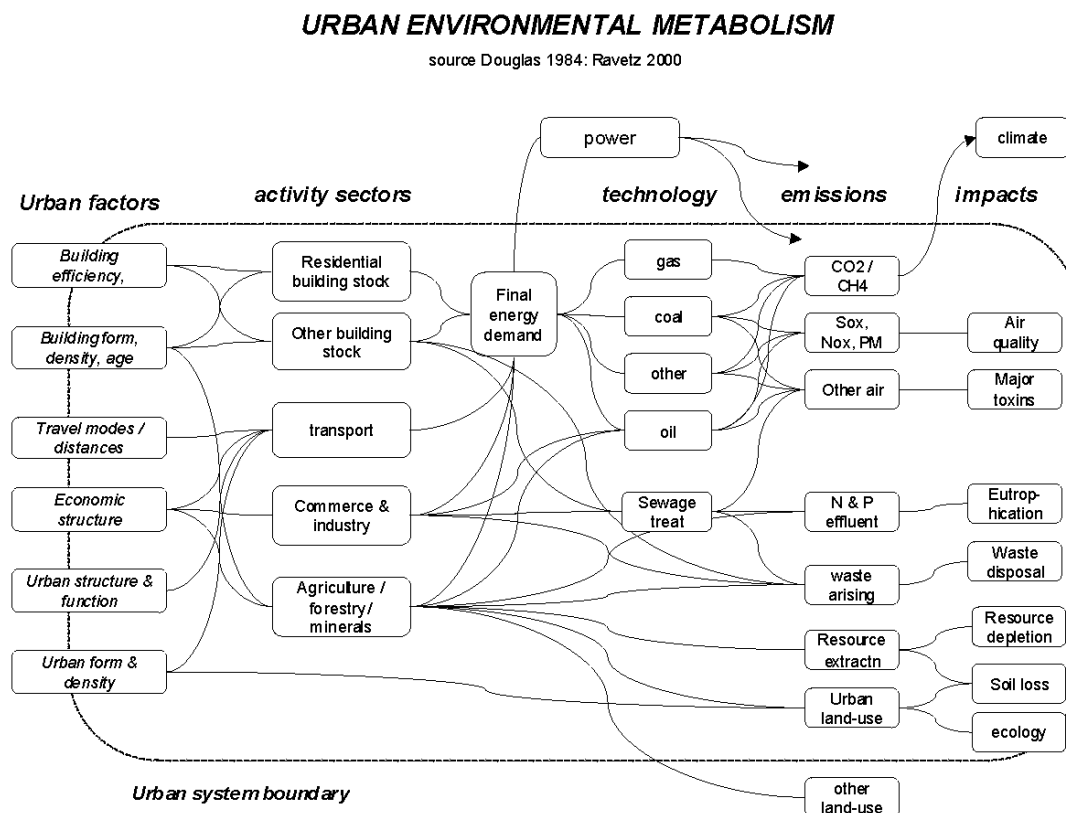 URBAN ENVIRONMENTAL METABOLISM
source Douglas 1984: Ravetz 2000
power
climate
Urban factors
activity sectors
technology
emissions
impacts
Building
efficiency,
Residential
building stock
Final
energy
demand
gas
CO2 /
CH4
Building form,
density, age
Other building
stock
coal
Sox,
Nox, PM
Air
quality
other
Other air
Major
toxins
Travel modes /
distances
transport
oil
Economic
structure
Commerce &
industry
Sewage
treat
N & P
effluent
Eutrop-
hication
Urban structure &
function
Agriculture /
forestry/
minerals
waste
arising
Waste
disposal
Urban form &
density
Resource
extractn
Resource
depletion
Urban
land-use
Soil loss
ecology
Urban system boundary
other
land-use